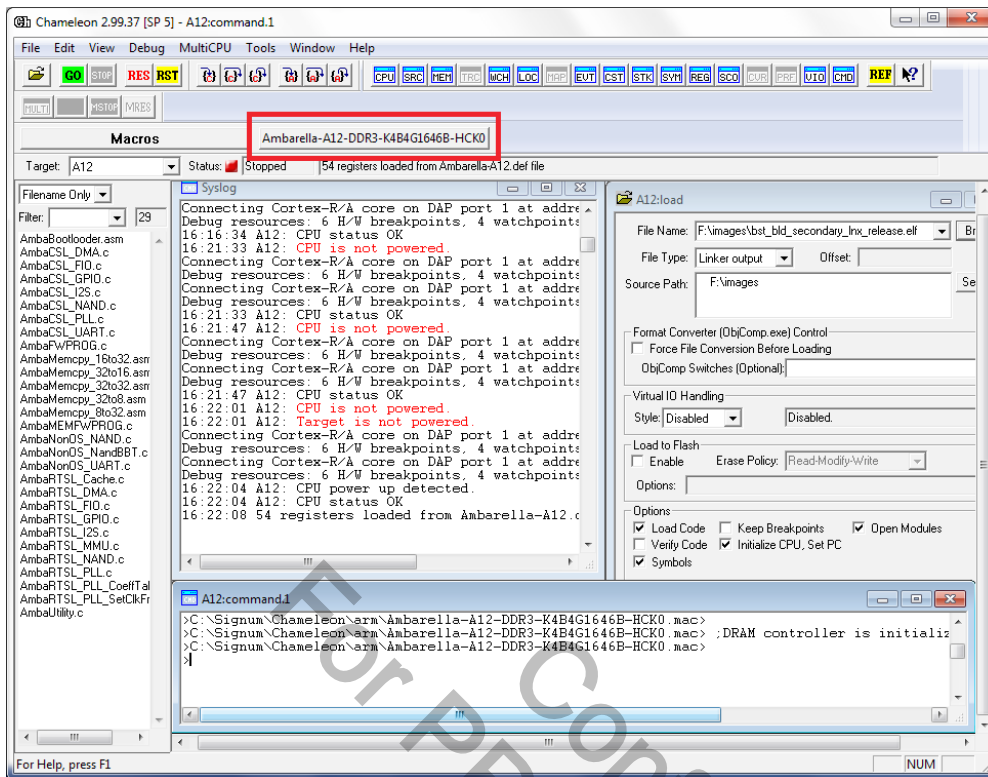 Chameleon 2.99.37 [SP 5] - A12:command.1
File Edit View Debug MultiCPU Tools Window Help
GO STOP RES RST CPU SRC MEM TRC WCH LOC MAP EVT CST STK SYM REG SCO CUR PRF VIO CMD REF
MULTI MSTOP MRES
Macros Ambarella-A12-DDR3-K4B4G1646B-HCK0
Target: A12 Status: Stopped 54 registers loaded from Ambarella-A12.def file
Filename Only
Filter: 29
AmbaBootlooder.asm
AmbaCSL_DMA.c
AmbaCSL_FIO.c
AmbaCSL_GPIO.c
AmbaCSL_I2S.c
AmbaCSL_NAND.c
AmbaCSL_PLL.c
AmbaCSL_UART.c
AmbaFWPROG.c
AmbaMemcpy_16to32.asm
AmbaMemcpy_32to16.asm
AmbaMemcpy_32to32.asm
AmbaMemcpy_32to8.asm
AmbaMemcpy_8to32.asm
AmbaMEMFWPROG.c
AmbaNonOS_NAND.c
AmbaNonOS_NandBBT.c
AmbaNonOS_UART.c
AmbaRTSL_Cache.c
AmbaRTSL_DMA.c
AmbaRTSL_FIO.c
AmbaRTSL_GPIO.c
AmbaRTSL_I2S.c
AmbaRTSL_MMU.c
AmbaRTSL_NAND.c
AmbaRTSL_PLL.c
AmbaRTSL_PLL_CoeffTal
AmbaRTSL_PLL_SetClkFr
AmbaUtility.c
Syslog
Connecting Cortex-R/A core on DAP port 1 at addre
Debug resources: 6 H/W breakpoints, 4 watchpoints
16:16:34 A12: CPU status OK
16:21:33 A12: CPU is not powered.
Connecting Cortex-R/A core on DAP port 1 at addre
Debug resources: 6 H/W breakpoints, 4 watchpoints
Connecting Cortex-R/A core on DAP port 1 at addre
Debug resources: 6 H/W breakpoints, 4 watchpoints
16:21:33 A12: CPU status OK
16:21:47 A12: CPU is not powered.
Connecting Cortex-R/A core on DAP port 1 at addre
Debug resources: 6 H/W breakpoints, 4 watchpoints
Connecting Cortex-R/A core on DAP port 1 at addre
Debug resources: 6 H/W breakpoints, 4 watchpoints
16:21:47 A12: CPU status OK
16:22:01 A12: CPU is not powered.
16:22:01 A12: Target is not powered.
Connecting Cortex-R/A core on DAP port 1 at addre
Debug resources: 6 H/W breakpoints, 4 watchpoints
Connecting Cortex-R/A core on DAP port 1 at addre
Debug resources: 6 H/W breakpoints, 4 watchpoints
16:22:04 A12: CPU power up detected.
16:22:04 A12: CPU status OK
16:22:08 54 registers loaded from Ambarella-A12.d
A12:load
File Name: F:\images\bst_bld_secondary_lnx_release.elf Br
File Type: Linker output Offset:
Source Path: F:\images Se
Format Converter (ObjComp.exe) Control
Force File Conversion Before Loading
ObjComp Switches (Optional):
Virtual IO Handling
Style: Disabled Disabled.
Load to Flash
Enable Erase Policy: Read-Modify-Write
Options:
Options
Load Code Keep Breakpoints Open Modules
Verify Code Initialize CPU, Set PC
Symbols
A12:command.1
>C:\Signum\Chameleon\arm\Ambarella-A12-DDR3-K4B4G1646B-HCK0.mac>
>C:\Signum\Chameleon\arm\Ambarella-A12-DDR3-K4B4G1646B-HCK0.mac> ;DRAM controller is initializ
>C:\Signum\Chameleon\arm\Ambarella-A12-DDR3-K4B4G1646B-HCK0.mac>
>
For Help, press F1 NUM
For